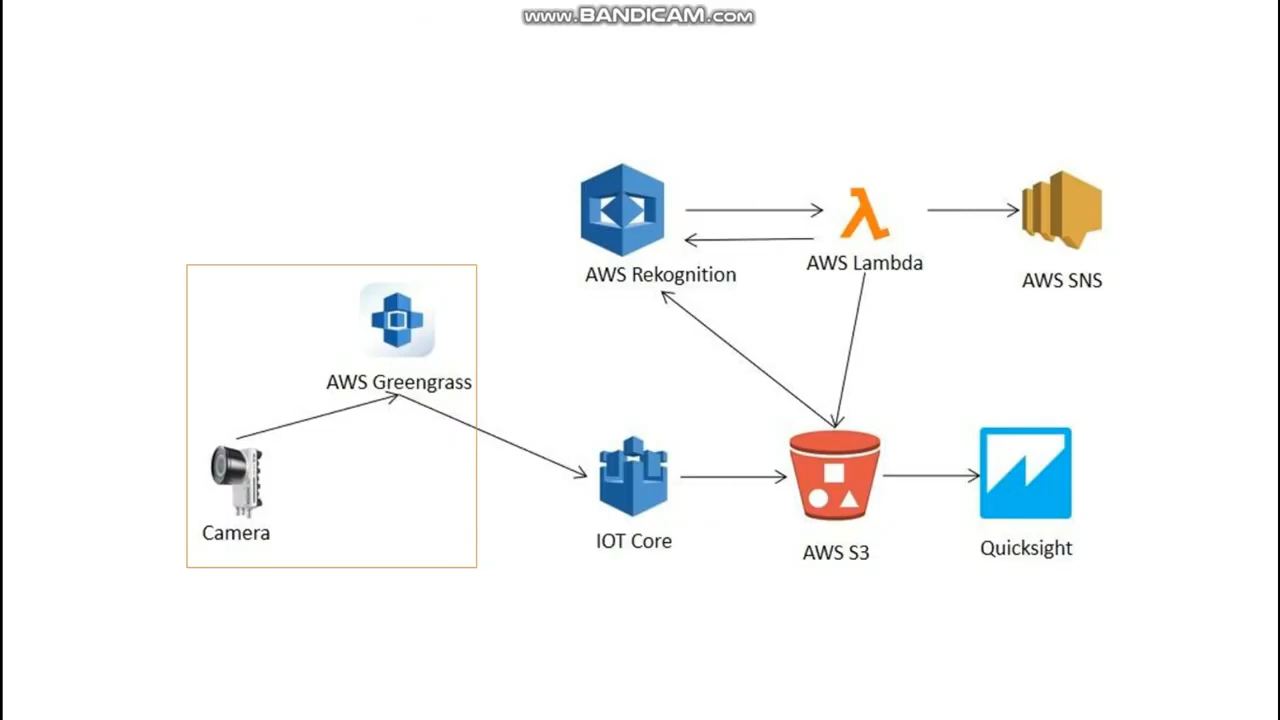 www.BANDICAM.com
AWS Rekognition
AWS Lambda
AWS SNS
AWS Greengrass
Camera
IOT Core
AWS S3
Quicksight